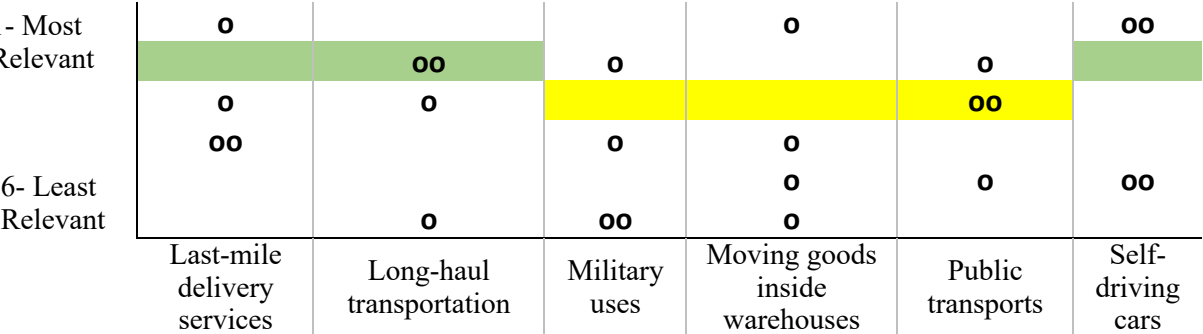 - Most o o oo
Relevant oo o o
o o oo
oo o o
6- Least o o oo
Relevant o oo o
Last-mile delivery services
Long-haul transportation
Military uses
Moving goods inside warehouses
Public transports
Self-driving cars